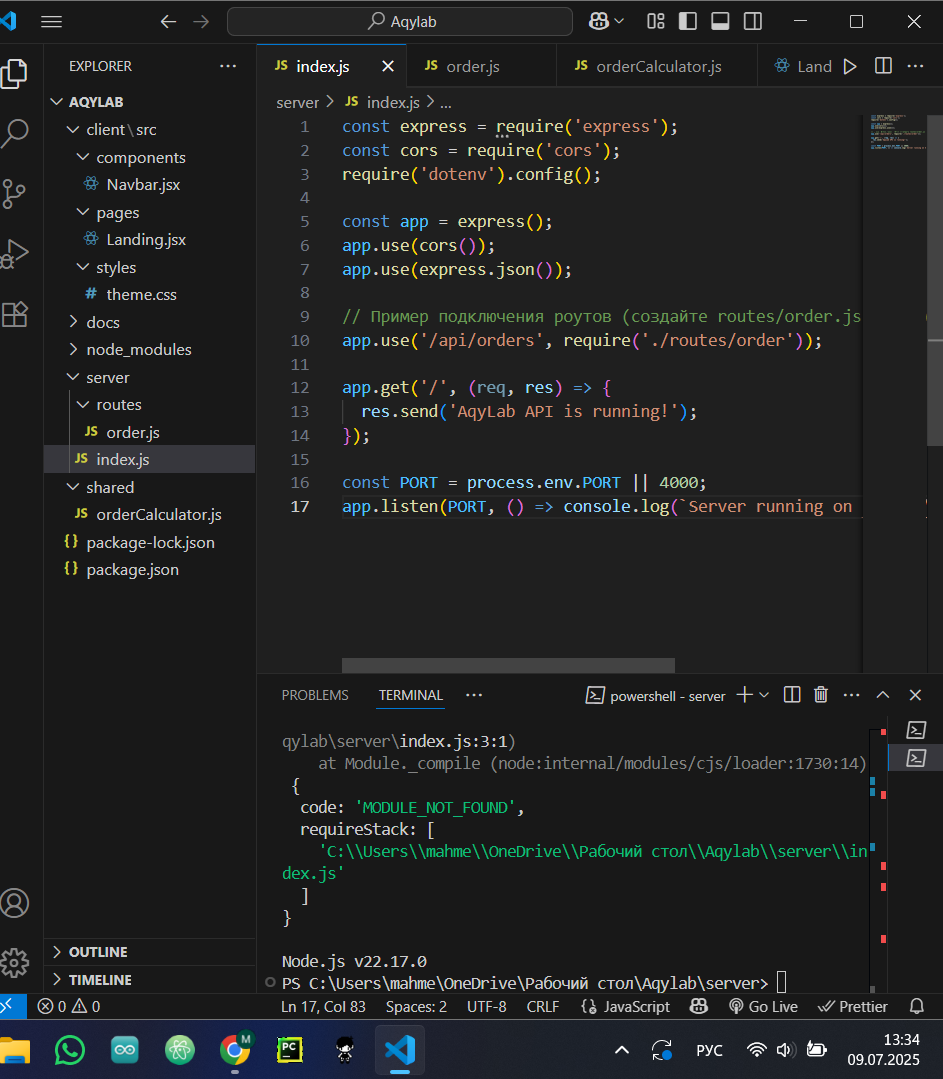 Aqylab
EXPLORER
AQYLAB
client\src
components
Navbar.jsx
pages
Landing.jsx
styles
# theme.css
docs
node_modules
server
routes
JS order.js
JS index.js
shared
JS orderCalculator.js
{} package-lock.json
{} package.json
OUTLINE
TIMELINE
JS index.js
JS order.js
JS orderCalculator.js
Land
server > JS index.js > ...
1 const express = require('express');
2 const cors = require('cors');
3 require('dotenv').config();
4
5 const app = express();
6 app.use(cors());
7 app.use(express.json());
8
9 // Пример подключения роутов (создайте routes/order.js
10 app.use('/api/orders', require('./routes/order'));
11
12 app.get('/', (req, res) => {
13 res.send('AqyLab API is running!');
14 });
15
16 const PORT = process.env.PORT || 4000;
17 app.listen(PORT, () => console.log(`Server running on
PROBLEMS
TERMINAL
powershell - server
qylab\server\index.js:3:1)
at Module._compile (node:internal/modules/cjs/loader:1730:14)
{
code: 'MODULE_NOT_FOUND',
requireStack: [
'C:\\Users\\mahme\\OneDrive\\Рабочий стол\\Aqylab\\server\\in
dex.js'
]
}
Node.js v22.17.0
PS C:\Users\mahme\OneDrive\Рабочий стол\Aqylab\server>
0 0
Ln 17, Col 83
Spaces: 2
UTF-8
CRLF
{} JavaScript
Go Live
Prettier
M
PC
РУС
13:34
09.07.2025